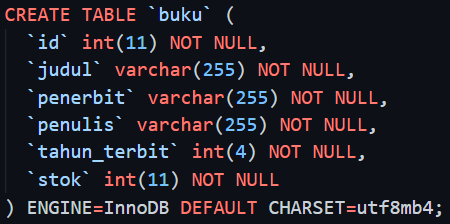 CREATE TABLE `buku` (
  `id` int(11) NOT NULL,
  `judul` varchar(255) NOT NULL,
  `penerbit` varchar(255) NOT NULL,
  `penulis` varchar(255) NOT NULL,
  `tahun_terbit` int(4) NOT NULL,
  `stok` int(11) NOT NULL
) ENGINE=InnoDB DEFAULT CHARSET=utf8mb4;